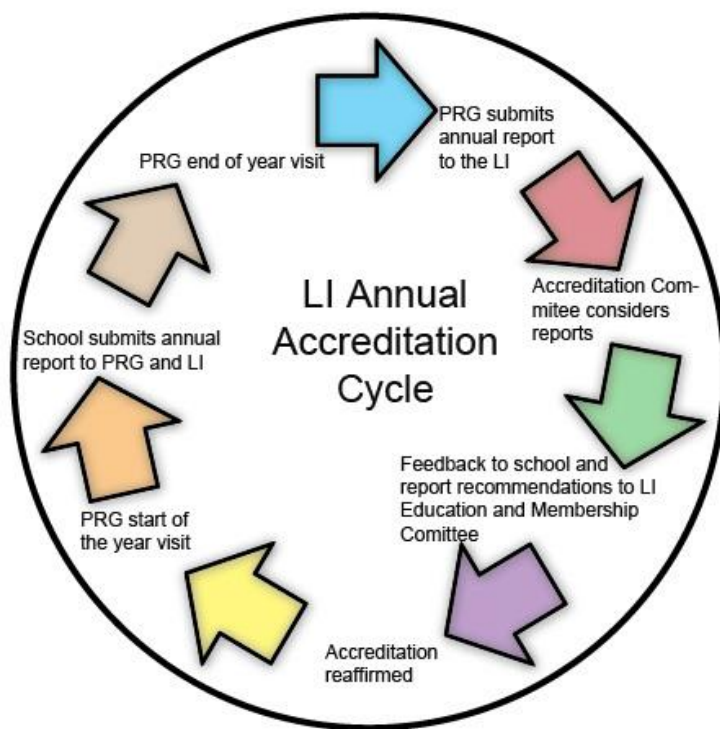 LI Annual
Accreditation
Cycle
PRG submits
annual report
to the LI
Accreditation Com-
mitee considers
reports
Feedback to school and
report recommendations to LI
Education and Membership
Comittee
Accreditation
reaffirmed
PRG start of
the year visit
School submits annual
report to PRG and LI
PRG end of year visit